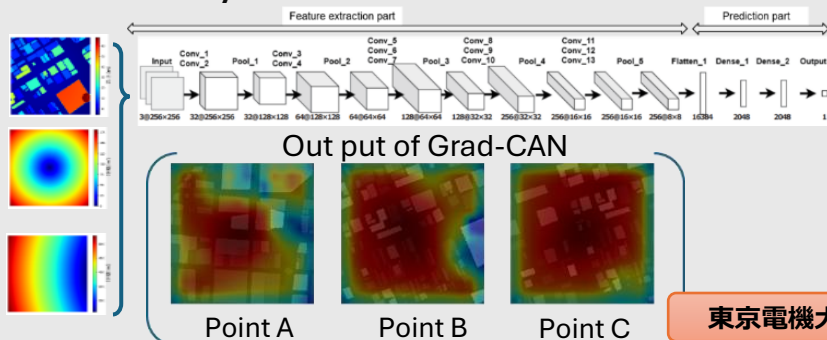 Feature extraction part
Prediction part
Input
Conv_1
Conv_2
Pool_1
Conv_3
Conv_4
Pool_2
Conv_5
Conv_6
Conv_7
Pool_3
Conv_8
Conv_9
Conv_10
Pool_4
Conv_11
Conv_12
Conv_13
Pool_5
Flatten_1
Dense_1
Dense_2
Output
3@256×256
32@256×256
32@128×128
64@128×128
64@64×64
128@64×64
128@32×32
256@32×32
256@16×16
256@16×16
256@8×8
16384
2048
2048
1
Out put of Grad-CAN
Point A
Point B
Point C
東京電機大